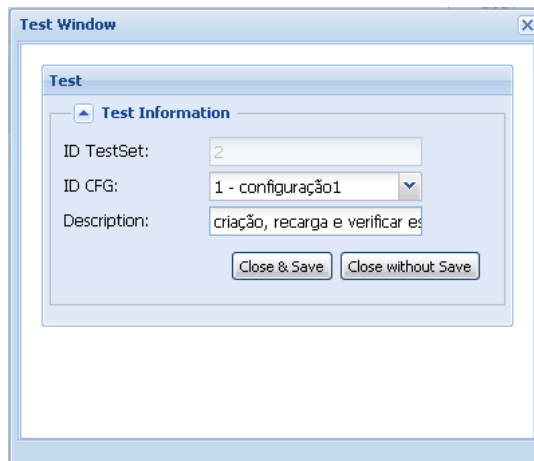 Test Window
Test
Test Information
ID TestSet:
2
ID CFG:
1 - configuração1
Description:
criação, recarga e verificar es
Close & Save
Close without Save